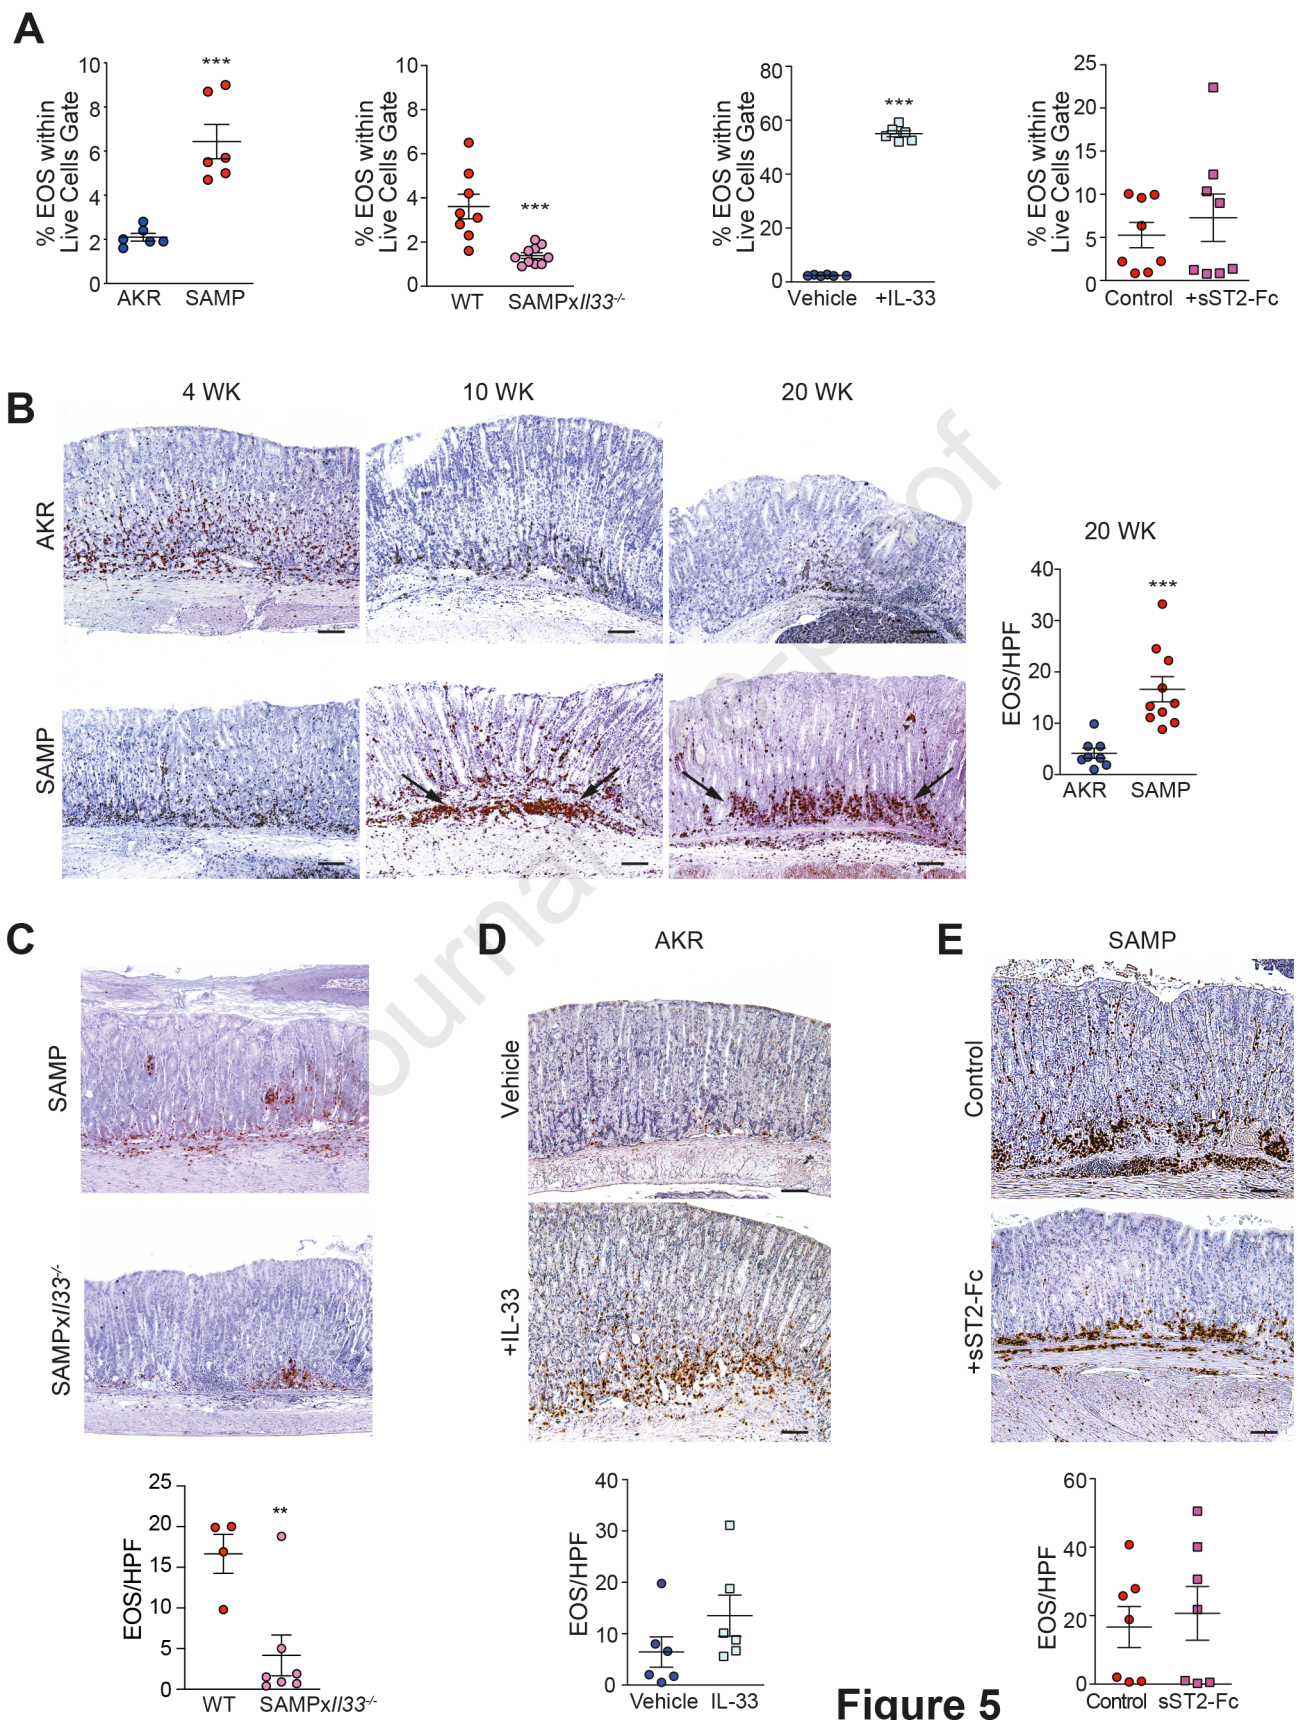 A
% EOS within
Live Cells Gate
10
8
6
4
2
0
***
AKR
SAMP
% EOS within
Live Cells Gate
10
8
6
4
2
0
***
WT
SAMPxIl33-/-
% EOS within
Live Cells Gate
80
60
40
20
0
***
Vehicle
+IL-33
% EOS within
Live Cells Gate
25
20
15
10
5
0
Control
+sST2-Fc
B
4 WK
10 WK
20 WK
AKR
SAMP
20 WK
EOS/HPF
40
30
20
10
0
***
AKR
SAMP
C
SAMP
SAMPxIl33-/-
EOS/HPF
25
20
15
10
5
0
**
WT
SAMPxIl33-/-
D
AKR
Vehicle
+IL-33
EOS/HPF
40
30
20
10
0
Vehicle
IL-33
E
SAMP
Control
+sST2-Fc
EOS/HPF
60
40
20
0
Control
sST2-Fc
Figure 5